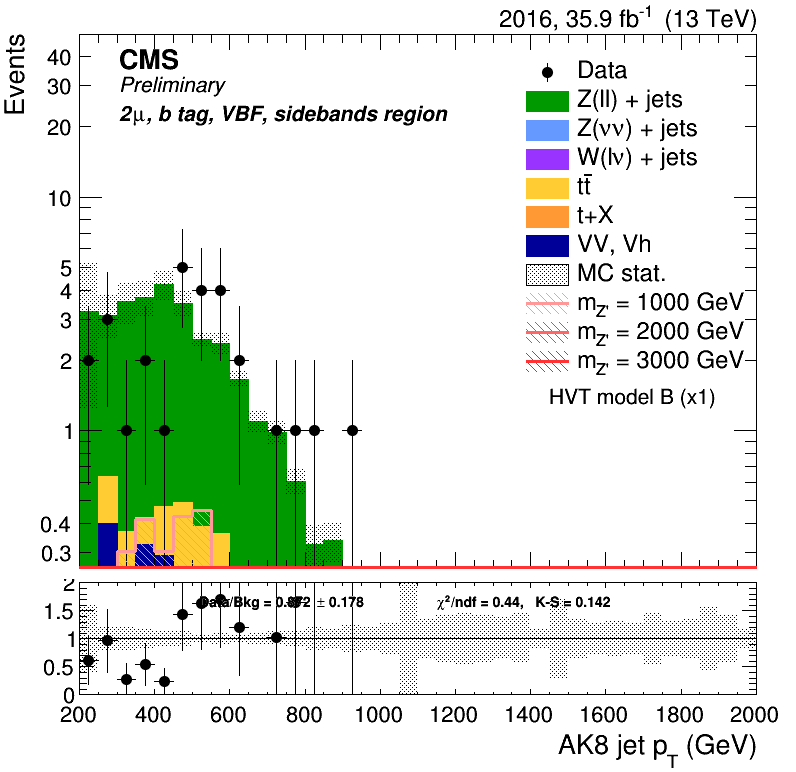 2016, 35.9 fb⁻¹ (13 TeV)
Events
CMS
Preliminary
2μ, b tag, VBF, sidebands region
Data
Z(ll) + jets
Z(νν) + jets
W(lν) + jets
tt̄
t+X
VV, Vh
MC stat.
m_Z' = 1000 GeV
m_Z' = 2000 GeV
m_Z' = 3000 GeV
HVT model B (x1)
40
30
20
10
5
4
3
2
1
0.4
0.3
± 0.178
χ²/ndf = 0.44, K-S = 0.142
2
1.5
1
0.5
0
200 400 600 800 1000 1200 1400 1600 1800 2000
AK8 jet p_T (GeV)